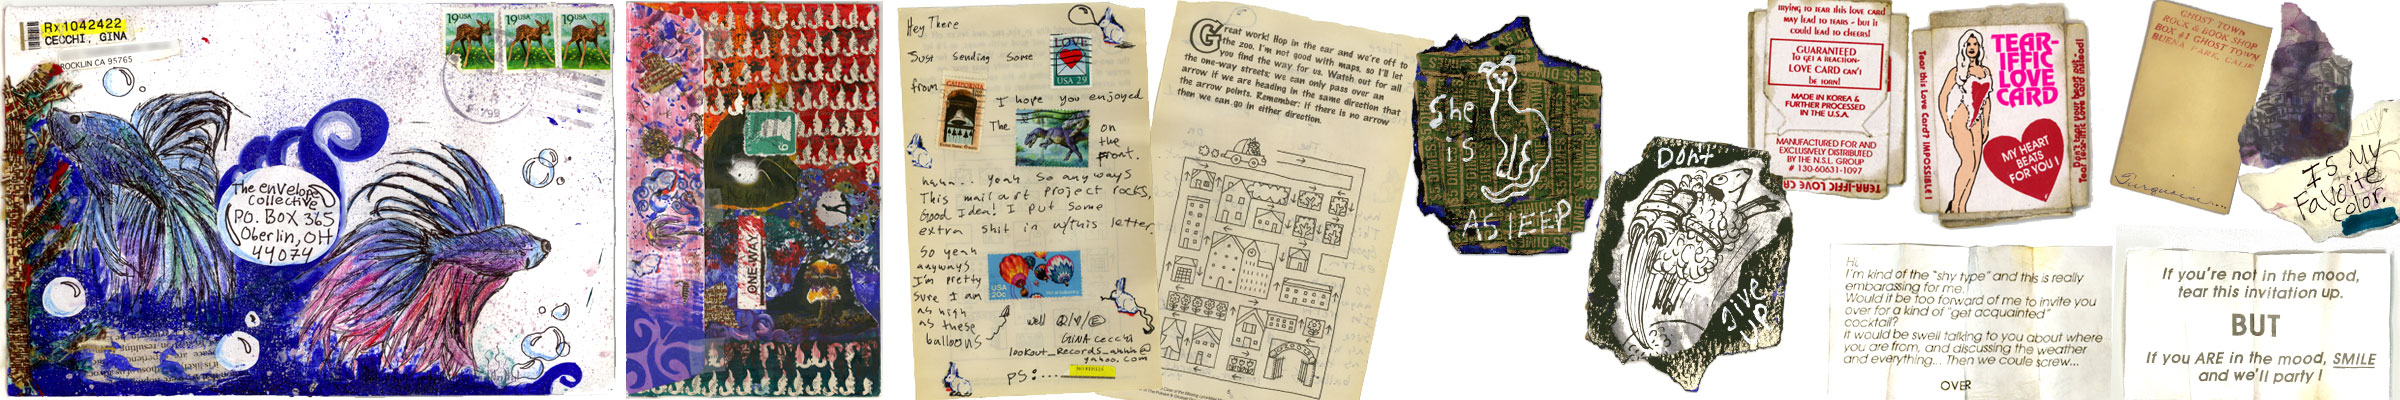 Rx1042422
CECCHI, GINA
ROCKLIN CA 95765
19USA
19USA
19USA
The envelope
collective
P.O. Box 365
Oberlin, OH
44074
ONE WAY
Hey There
Just sending some
LOVE
USA 29
from
CALIFORNIA
I hope you enjoyed
The
on
the
front.
haha... yeah so anyways
This mail art project rocks,
Good Idea! I put some
extra shit in w/this letter
So yeah
anyways
I'm pretty
sure I am
as high
as these
balloons
USA
20c
well
GINA cecchi
lookout_records_ahhh@
yahoo.com
PS:....
NO REFILLS
Great work! Hop in the car and we're off to
the zoo. I'm not good with maps, so I'll let
you find the way for us. Watch out for all
the one-way streets; we can only pass over an
arrow if we are heading in the same direction that
the arrow points. Remember: if there is no arrow
then we can go in either direction.
She
is
ASLEEP
$5 DIMES
Don't
give
up
TRYING TO TEAR THIS LOVE CARD
MAY LEAD TO TEARS - BUT IT
COULD LEAD TO CHEERS!
GUARANTEED
TO GET A REACTION-
LOVE CARD CAN'T
BE TORN!
MADE IN KOREA &
FURTHER PROCESSED
IN THE U.S.A.
MANUFACTURED FOR AND
EXCLUSIVELY DISTRIBUTED
BY THE N.S.L. GROUP
# 130-60631-1097
TEAR-IFFIC LOVE CA
Tear this Love Card? IMPOSSIBLE!
TEAR-
IFFIC
LOVE
CARD
MY HEART
BEATS
FOR YOU!
GHOST TOWN
ROCK & BOOK SHOP
BOX #1 GHOST TOWN
BUENA PARK, CALIF
Turquoise
Is My
Favorite
color.
Hi,
I'm kind of the "shy type" and this is really
embarassing for me.
Would it be too forward of me to invite you
over for a kind of "get acquainted"
cocktail?
It would be swell talking to you about where
you are from, and discussing the weather
and everything... Then we could screw...
OVER
If you're not in the mood,
tear this invitation up.
BUT
If you ARE in the mood, SMILE
and we'll party!